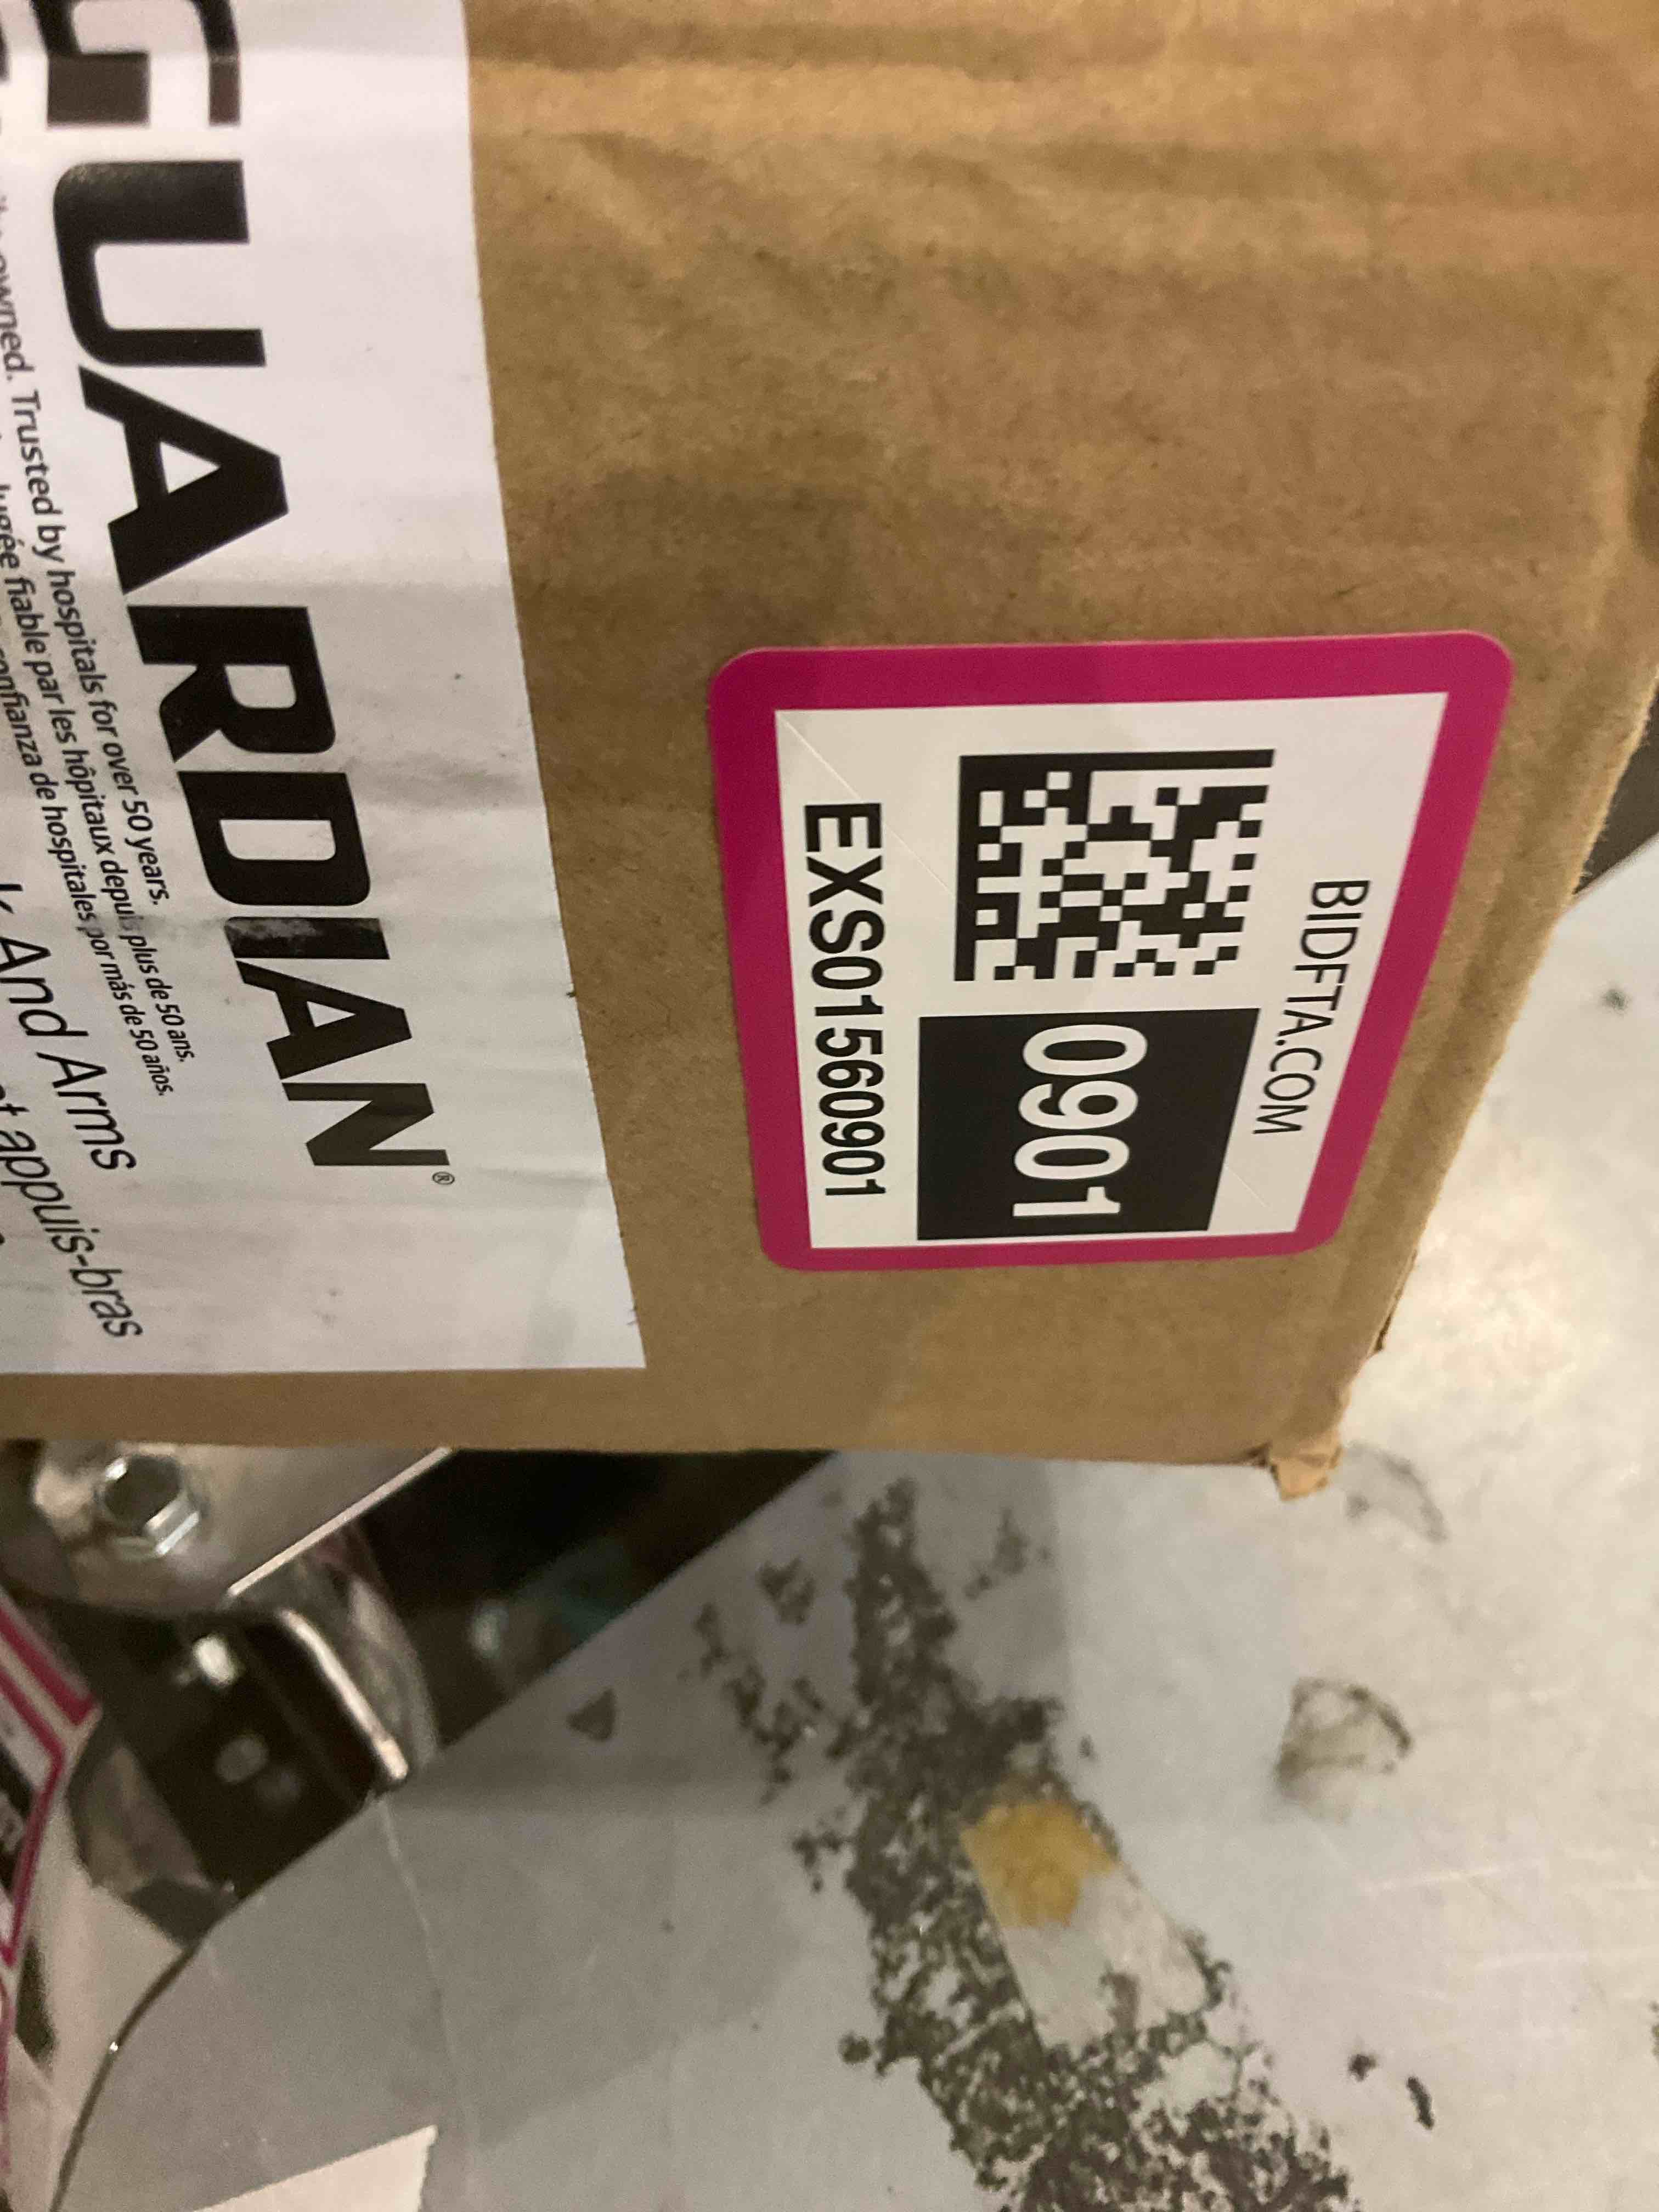 GUARDIAN®
owned. Trusted by hospitals for over 50 years.
fiable par les hôpitaux depuis plus de 50 ans.
confianza de hospitales por más de 50 años.
And Arms
appuis-bras
BIDFTA.COM
0901
EXS01560901